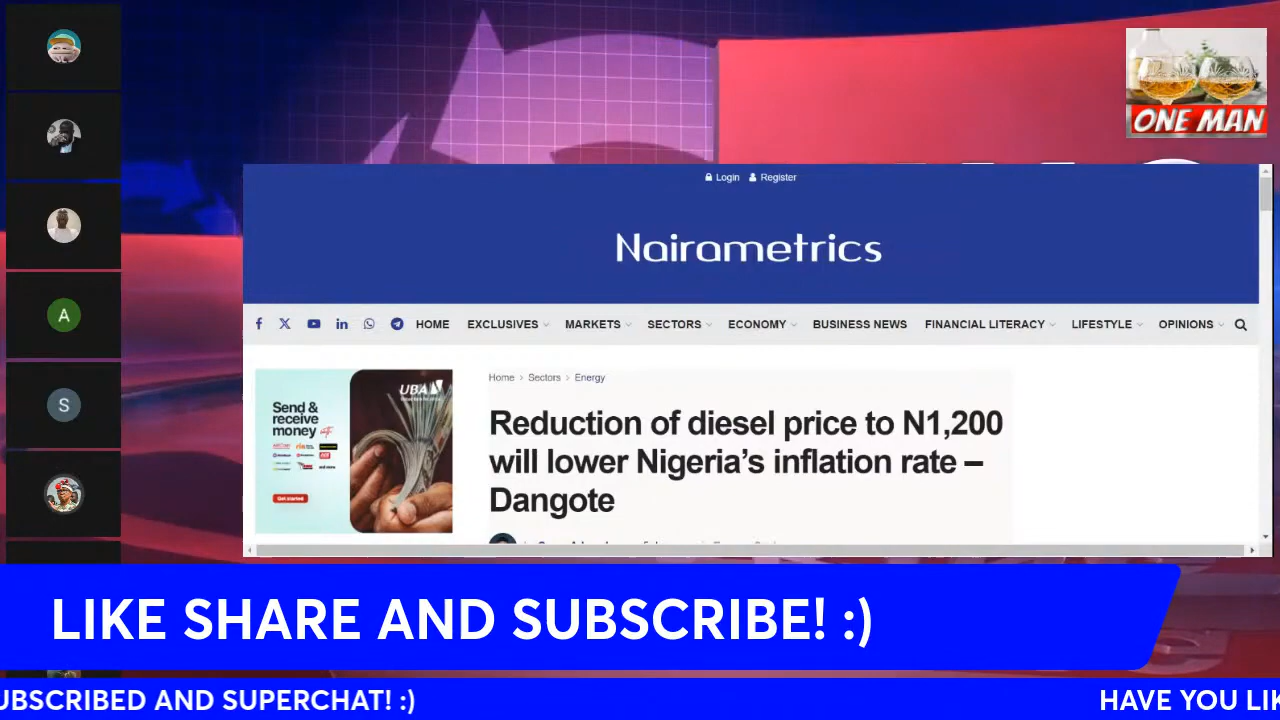 ONE MAN
Login Register
Nairametrics
HOME EXCLUSIVES MARKETS SECTORS ECONOMY BUSINESS NEWS FINANCIAL LITERACY LIFESTYLE OPINIONS
Home > Sectors > Energy
UBA
Send &
receive
money
Get started
Reduction of diesel price to N1,200
will lower Nigeria’s inflation rate –
Dangote
A
S
LIKE SHARE AND SUBSCRIBE! :)
UBSCRIBED AND SUPERCHAT! :) HAVE YOU LIK